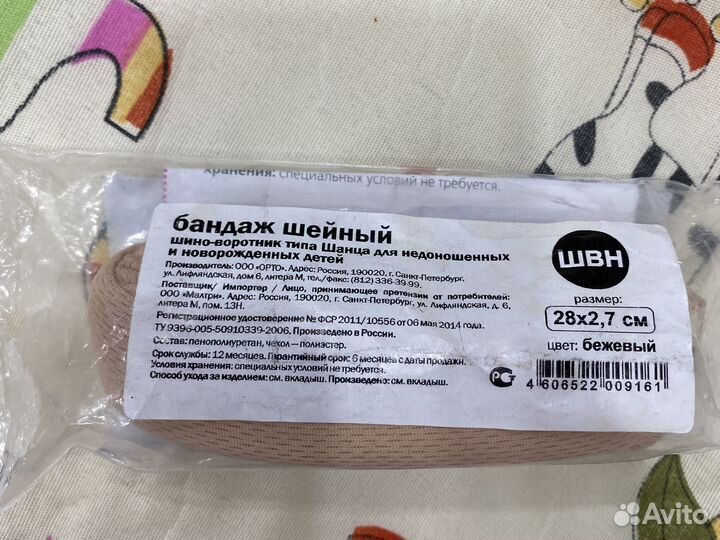 хранения: специальных условий не требуется.
бандаж шейный
шино-воротник типа Шанца для недоношенных
и новорожденных детей
Производитель: ООО «ОРТО». Адрес: Россия, 190020, г. Санкт-Петербург,
ул. Лифляндская, дом 6, литера М, тел./факс: (812) 336-39-99.
Поставщик/ Импортер / Лицо, принимающее претензии от потребителей:
ООО «Малтри». Адрес: Россия, 190020, г. Санкт-Петербург, ул. Лифляндская, д. 6,
литера М, пом. 13Н.
Регистрационное удостоверение № ФСР 2011/10556 от 06 мая 2014 года.
ТУ 9396-005-50910339-2006. Произведено в России.
Состав: пенополиуретан, чехол — полиэстер.
Срок службы: 12 месяцев. Гарантийный срок: 6 месяцев с даты продажи.
Условия хранения: специальных условий не требуется.
Способ ухода за изделием: см. вкладыш. Произведено: см. вкладыш.
ШВН
размер:
28x2,7 см
цвет: бежевый
РСТ
4 606522 009161
Avito